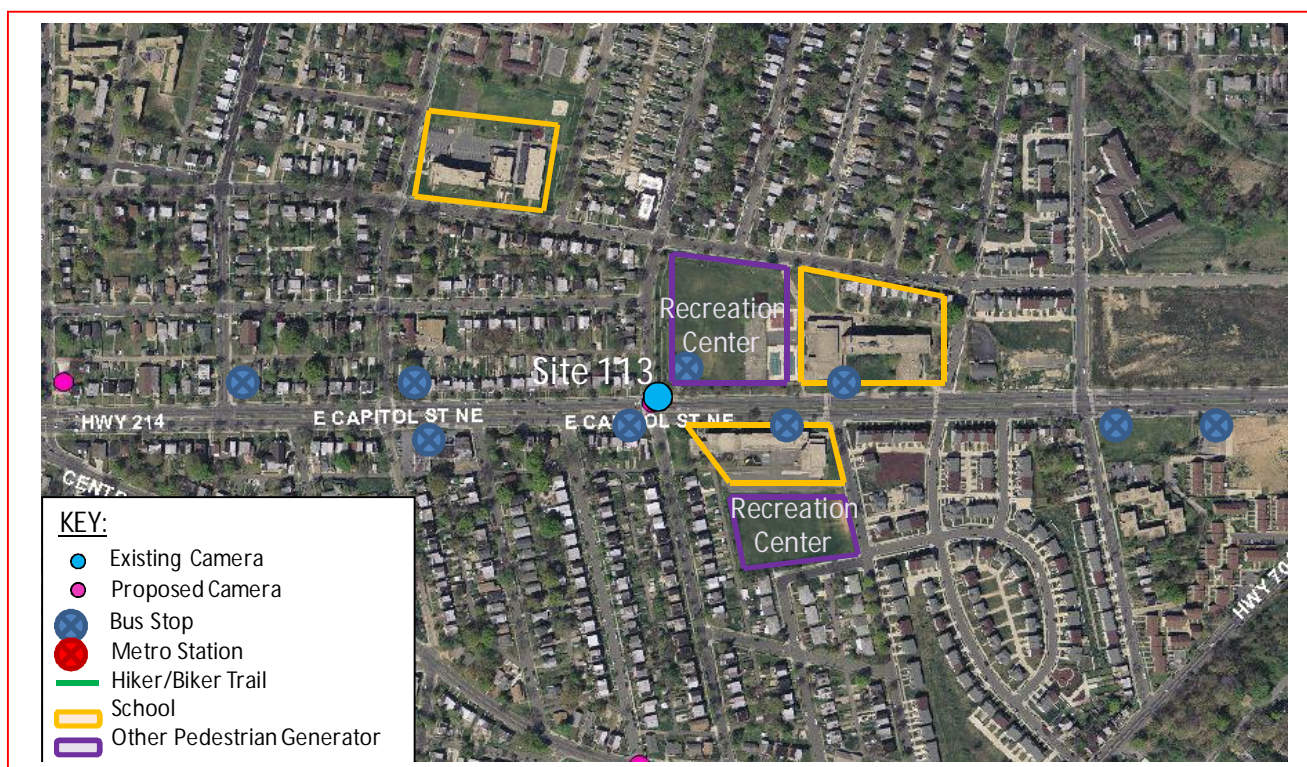 Recreation
Center
Site 113
HWY 214
E CAPITOL ST NE
E CAPITOL ST NE
Recreation
Center
KEY:
Existing Camera
Proposed Camera
Bus Stop
Metro Station
Hiker/Biker Trail
School
Other Pedestrian Generator